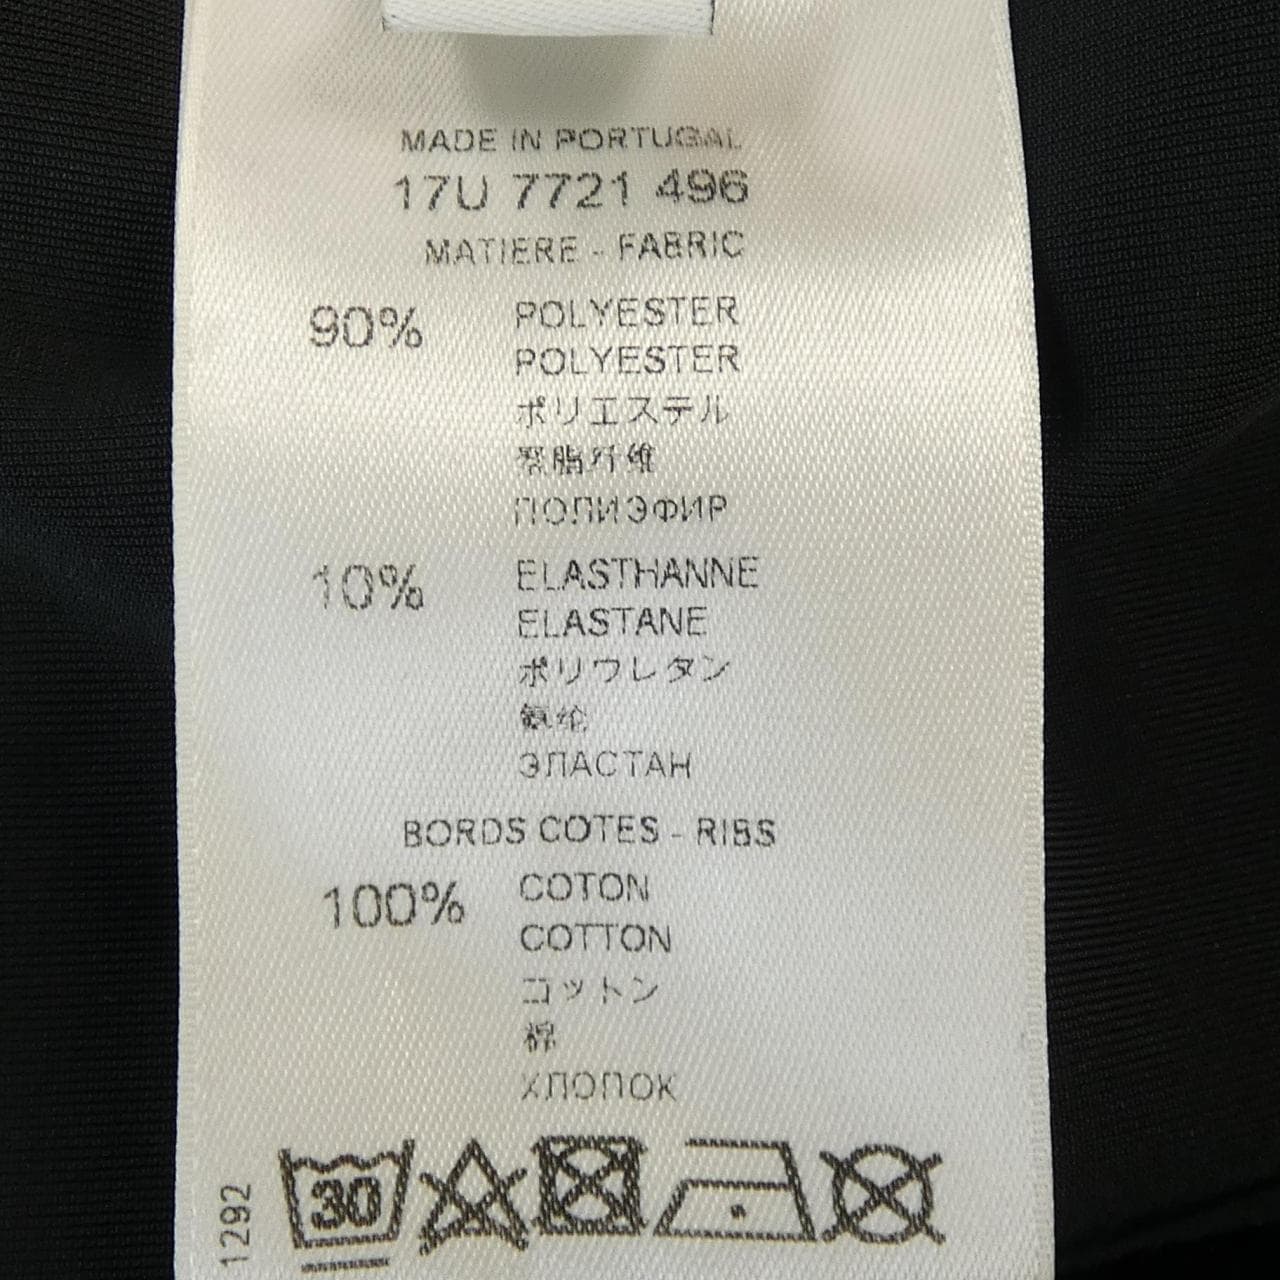 MADE IN PORTUGAL
17U 7721 496
MATIERE - FABRIC
90% POLYESTER
POLYESTER
ポリエステル
聚脂纤维
ПОЛИЭФИР
10% ELASTHANNE
ELASTANE
ポリウレタン
氨纶
ЭЛАСТАН
BORDS COTES - RIBS
100% COTON
COTTON
コットン
棉
ХЛОПОК
30
1292